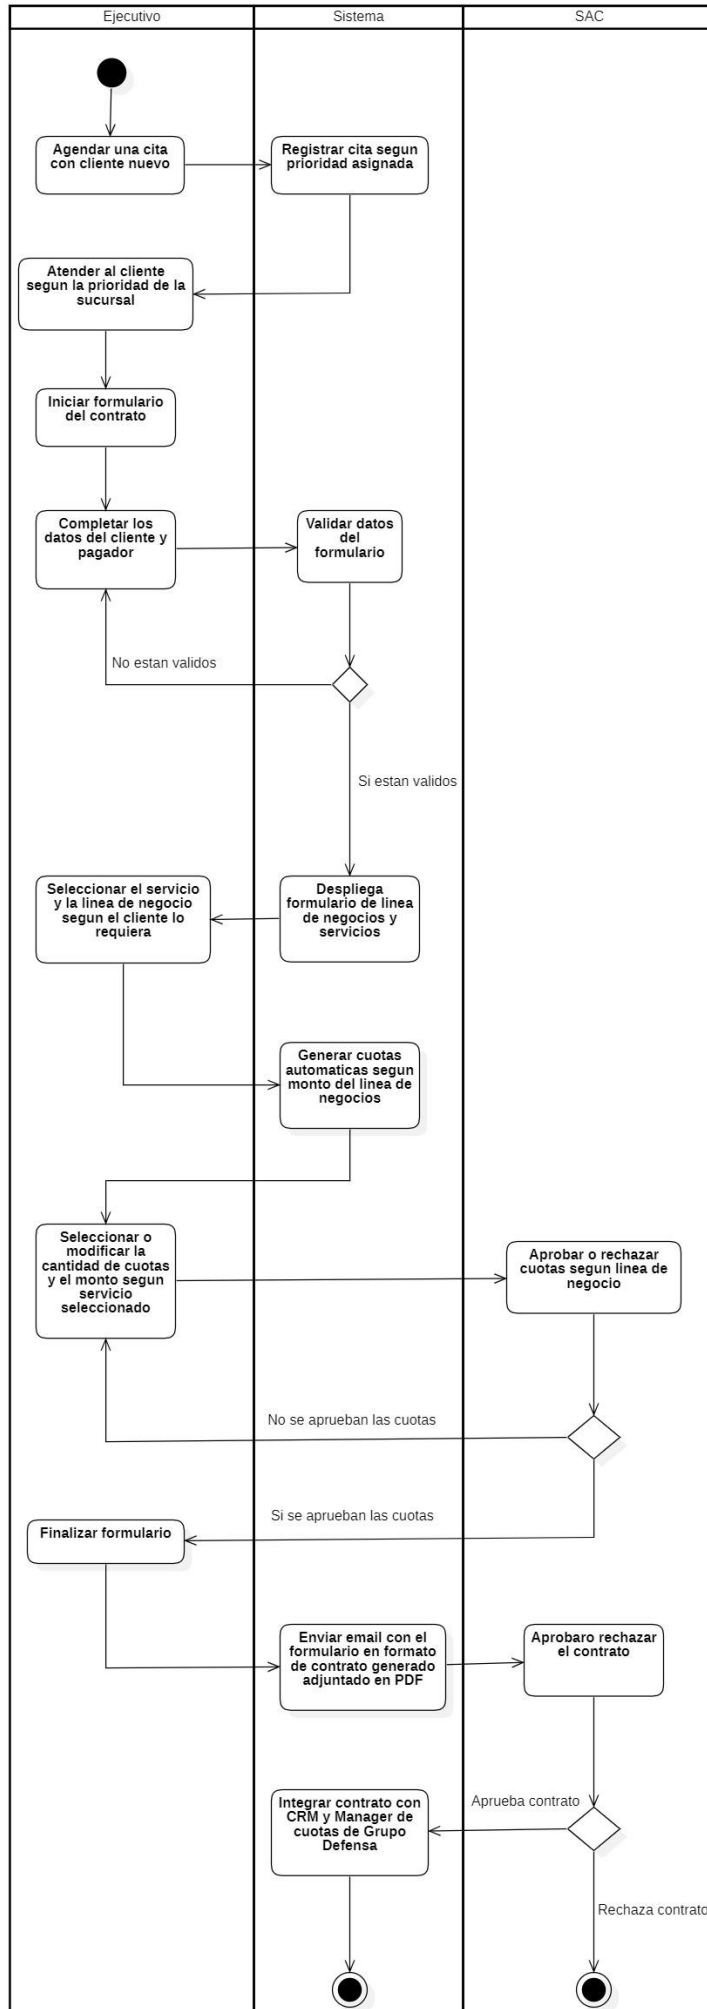 Ejecutivo
Sistema
SAC
Agendar una cita
con cliente nuevo
Registrar cita segun
prioridad asignada
Atender al cliente
segun la prioridad de la
sucursal
Iniciar formulario
del contrato
Completar los
datos del cliente y
pagador
Validar datos
del
formulario
No estan validos
Si estan validos
Seleccionar el servicio
y la linea de negocio
segun el cliente lo
requiera
Despliega
formulario de linea
de negocios y
servicios
Generar cuotas
automaticas segun
monto del linea de
negocios
Seleccionar o
modificar la
cantidad de cuotas
y el monto segun
servicio
seleccionado
Aprobar o rechazar
cuotas segun linea de
negocio
No se aprueban las cuotas
Si se aprueban las cuotas
Finalizar formulario
Enviar email con el
formulario en formato
de contrato generado
adjuntado en PDF
Aprobaro rechazar
el contrato
Integrar contrato con
CRM y Manager de
cuotas de Grupo
Defensa
Aprueba contrato
Rechaza contrato